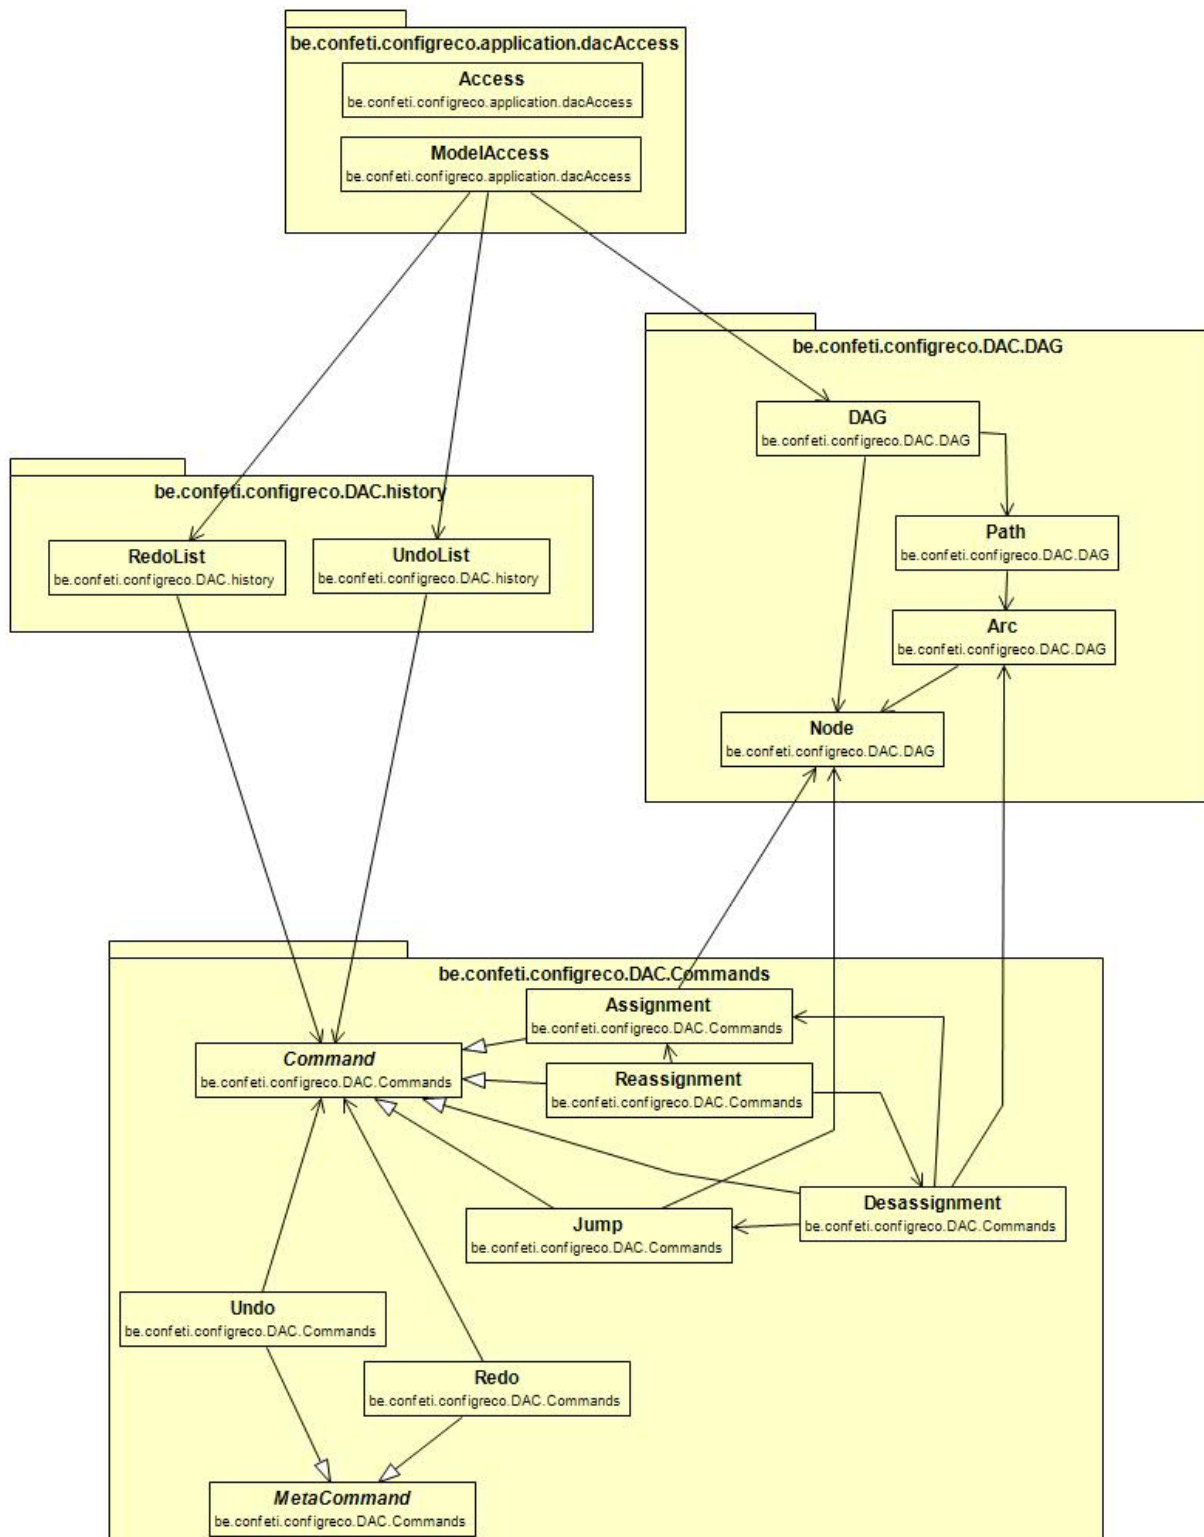 be.confeti.configreco.application.dacAccess
Access
be.confeti.configreco.application.dacAccess
ModelAccess
be.confeti.configreco.application.dacAccess
be.confeti.configreco.DAC.DAG
DAG
be.confeti.configreco.DAC.DAG
Path
be.confeti.configreco.DAC.DAG
Arc
be.confeti.configreco.DAC.DAG
Node
be.confeti.configreco.DAC.DAG
be.confeti.configreco.DAC.history
RedoList
be.confeti.configreco.DAC.history
UndoList
be.confeti.configreco.DAC.history
be.confeti.configreco.DAC.Commands
Assignment
be.confeti.configreco.DAC.Commands
Command
be.confeti.configreco.DAC.Commands
Reassignment
be.confeti.configreco.DAC.Commands
Desassignment
be.confeti.configreco.DAC.Commands
Jump
be.confeti.configreco.DAC.Commands
Undo
be.confeti.configreco.DAC.Commands
Redo
be.confeti.configreco.DAC.Commands
MetaCommand
be.confeti.configreco.DAC.Commands